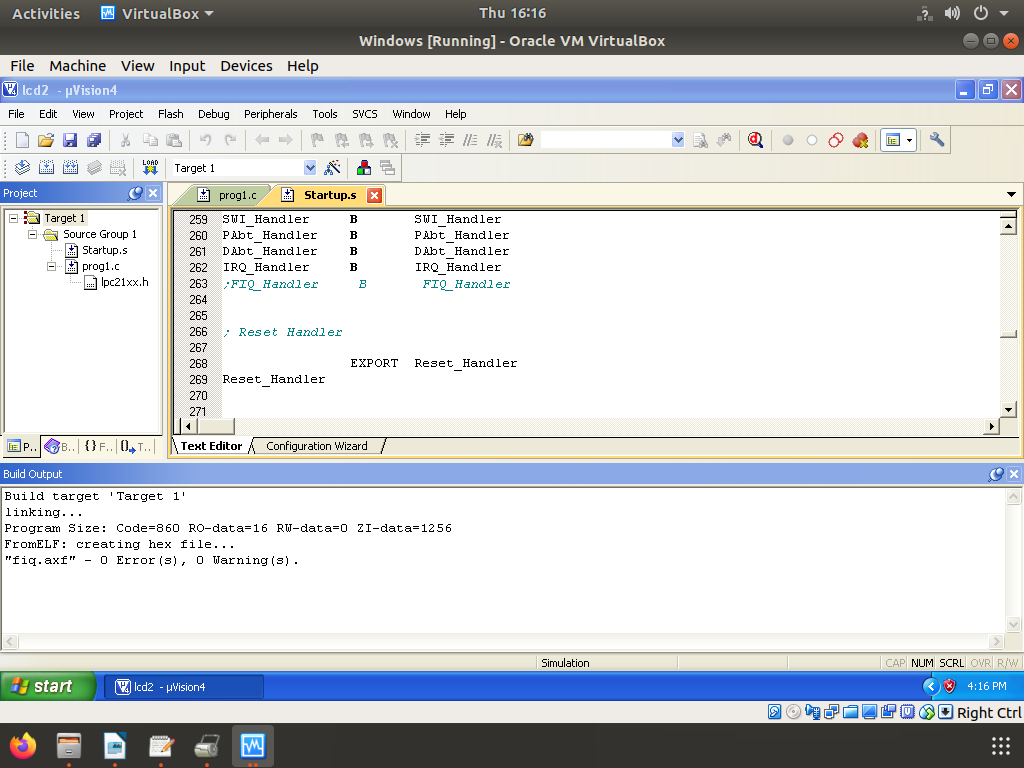 Activities VirtualBox Thu 16:16
Windows [Running] - Oracle VM VirtualBox
File Machine View Input Devices Help
lcd2 - µVision4
File Edit View Project Flash Debug Peripherals Tools SVCS Window Help
LOAD Target 1
Project
prog1.c Startup.s
Target 1
Source Group 1
Startup.s
prog1.c
lpc21xx.h
259 SWI_Handler B SWI_Handler
260 PAbt_Handler B PAbt_Handler
261 DAbt_Handler B DAbt_Handler
262 IRQ_Handler B IRQ_Handler
263 ;FIQ_Handler B FIQ_Handler
264
265
266 ; Reset Handler
267
268 EXPORT Reset_Handler
269 Reset_Handler
270
271
P.. B.. {} F.. T..
Text Editor Configuration Wizard
Build Output
Build target 'Target 1'
linking...
Program Size: Code=860 RO-data=16 RW-data=0 ZI-data=1256
FromELF: creating hex file...
"fiq.axf" - 0 Error(s), 0 Warning(s).
Simulation CAP NUM SCRL OVR R/W
start lcd2 - µVision4 4:16 PM
Right Ctrl